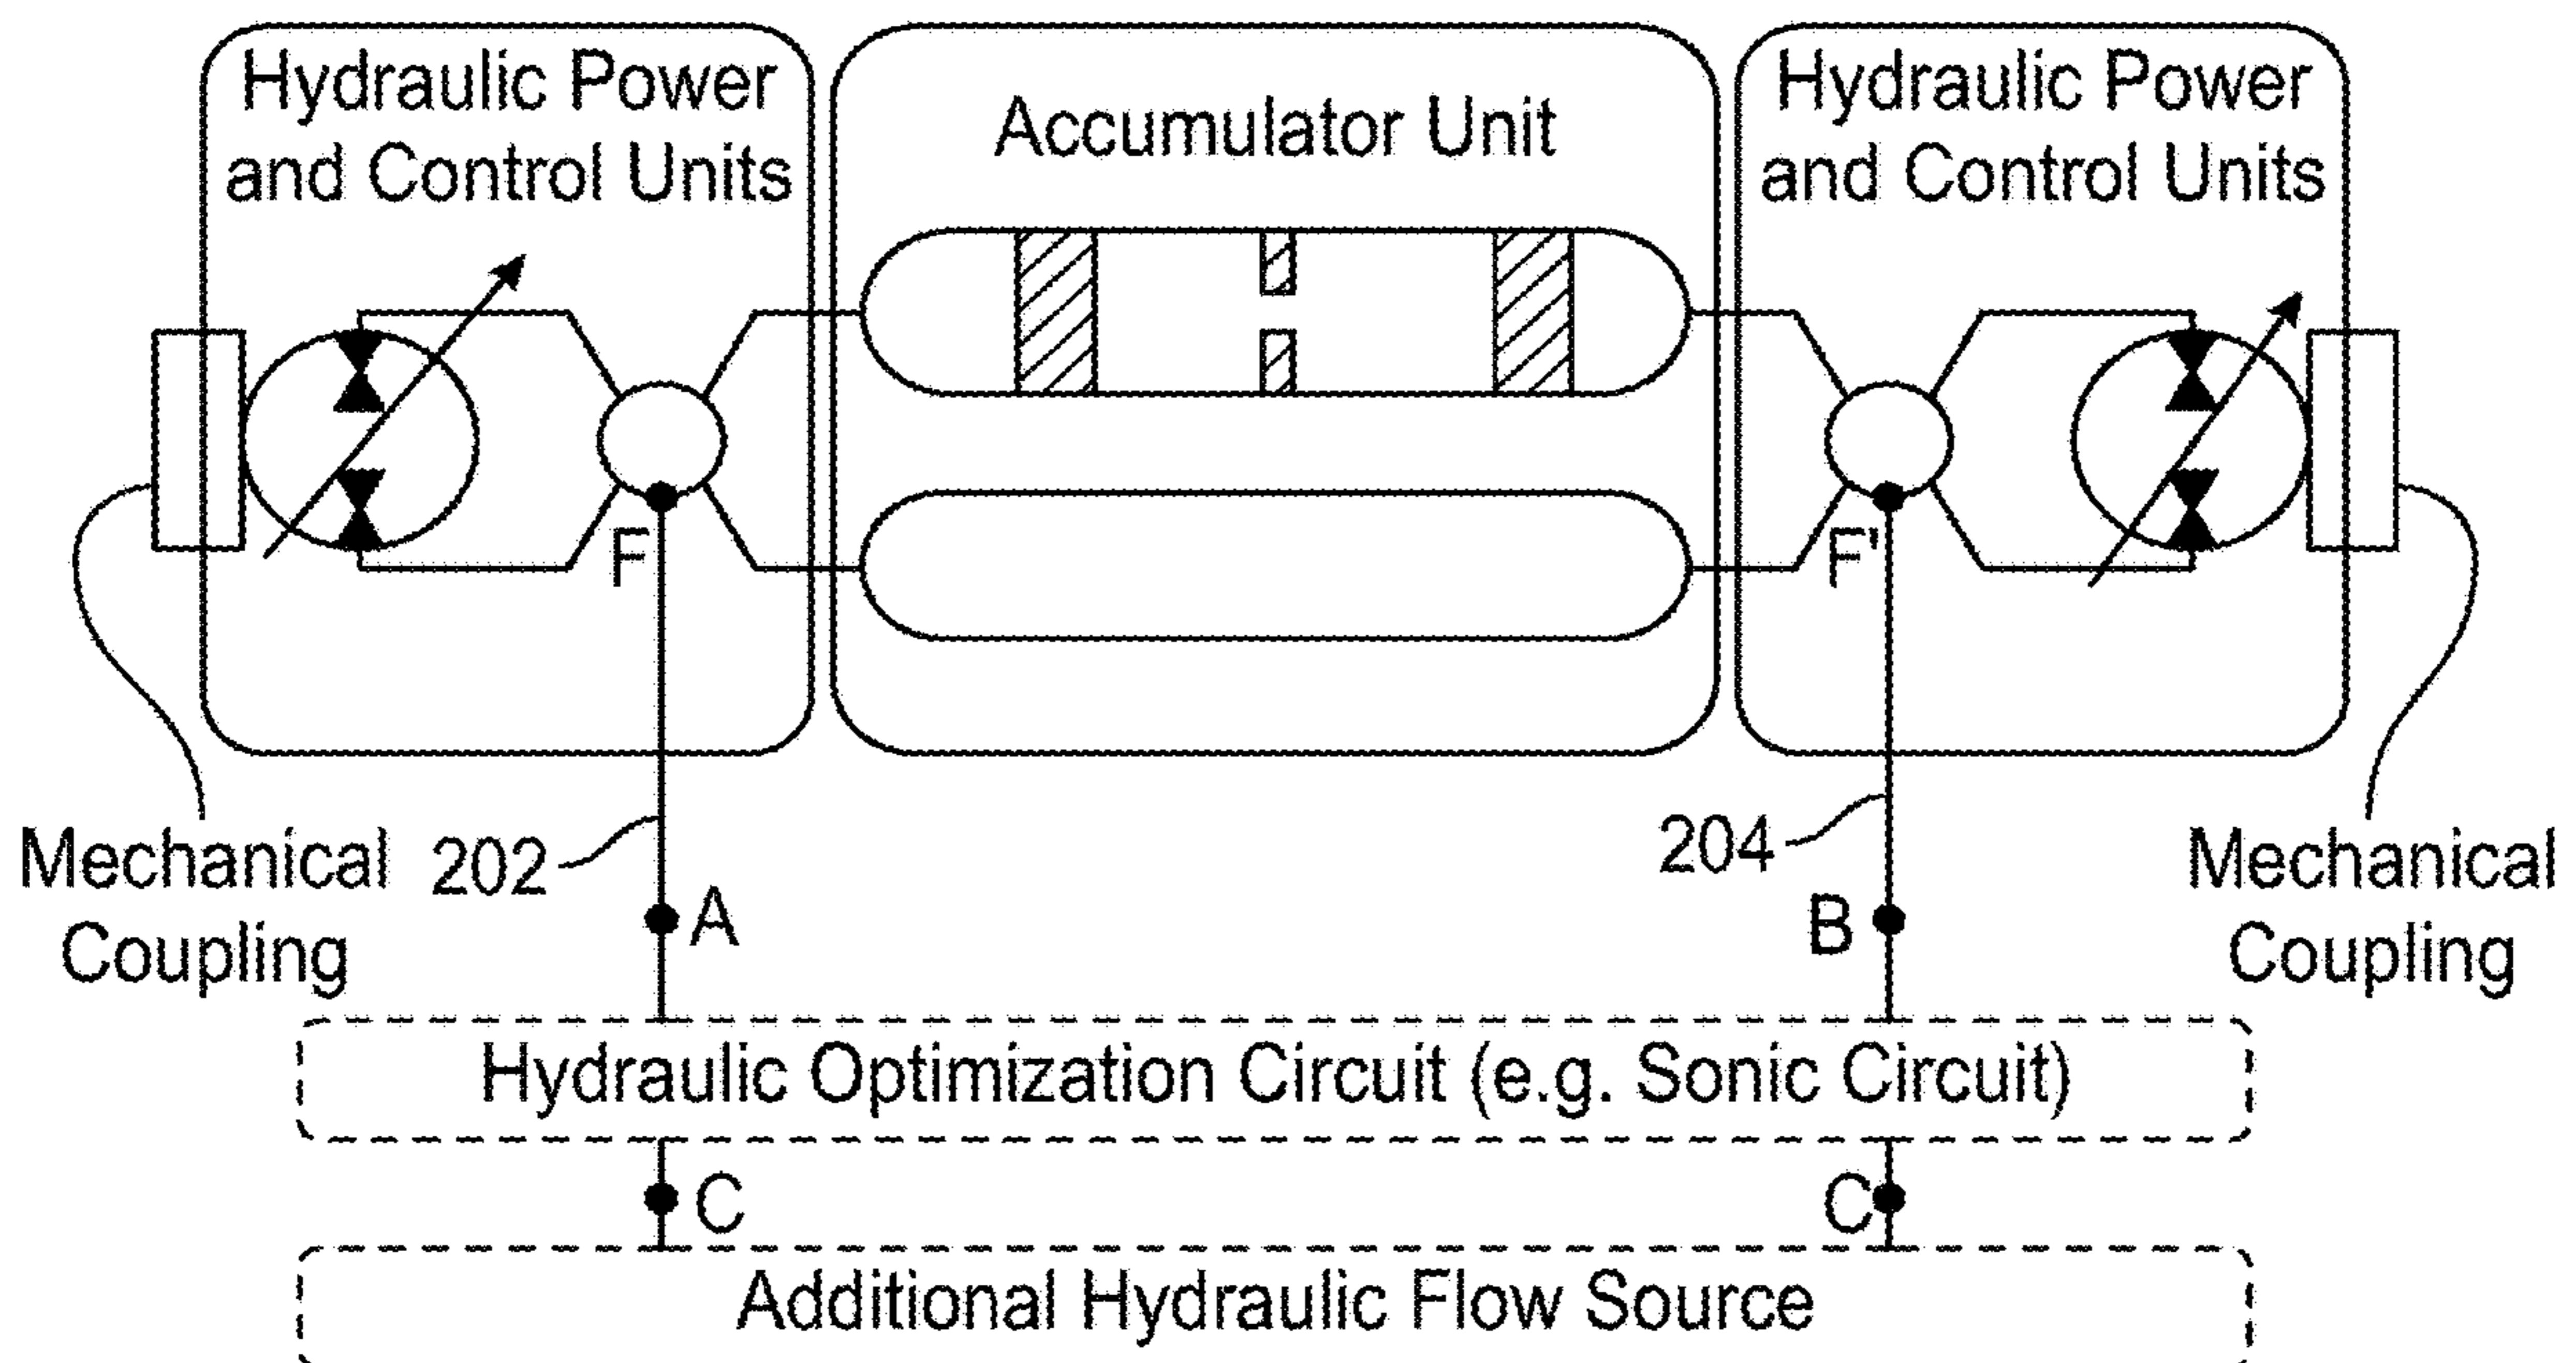 Hydraulic Power
and Control Units
Accumulator Unit
Hydraulic Power
and Control Units
F
F'
Mechanical
Coupling
202
A
204
B
Mechanical
Coupling
Hydraulic Optimization Circuit (e.g. Sonic Circuit)
C
C
Additional Hydraulic Flow Source